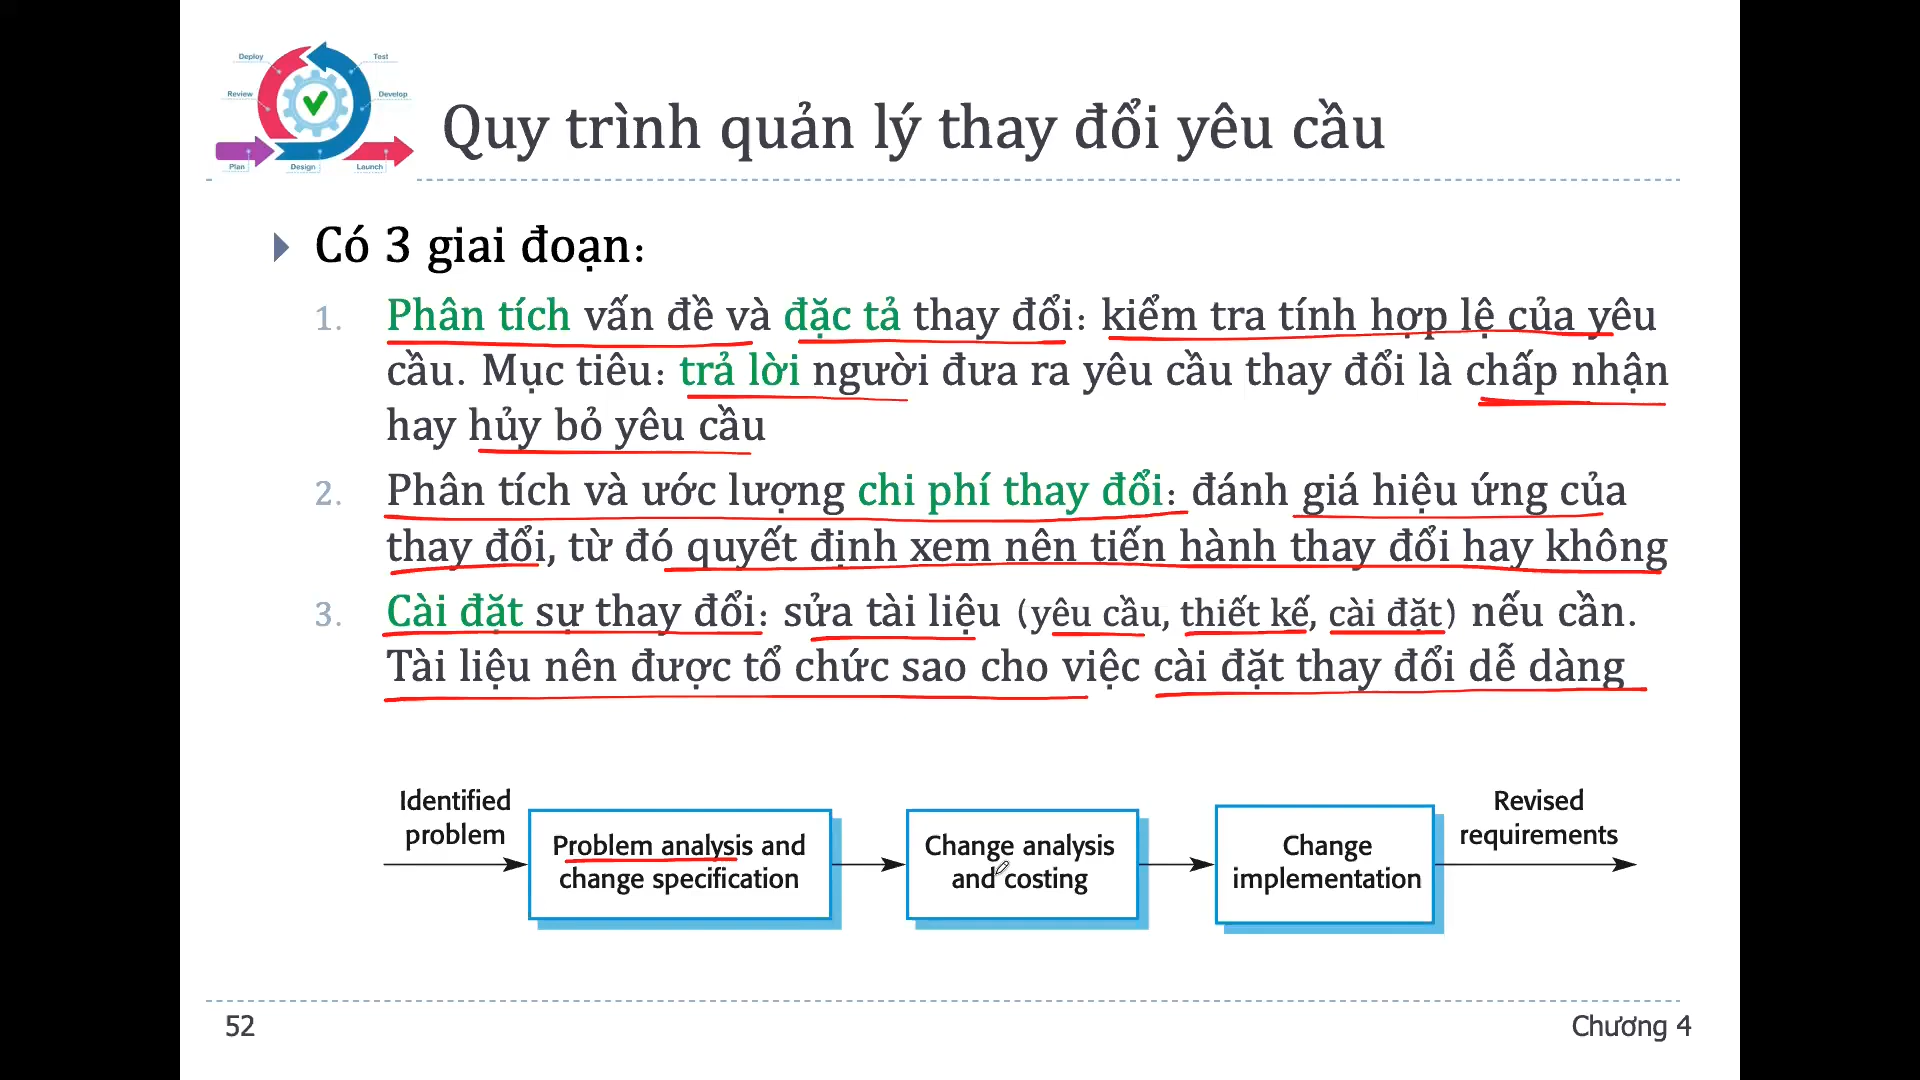 Deploy
Test
Review
Develop
Plan
Design
Launch
Quy trình quản lý thay đổi yêu cầu
Có 3 giai đoạn:
1. Phân tích vấn đề và đặc tả thay đổi: kiểm tra tính hợp lệ của yêu
cầu. Mục tiêu: trả lời người đưa ra yêu cầu thay đổi là chấp nhận
hay hủy bỏ yêu cầu
2. Phân tích và ước lượng chi phí thay đổi: đánh giá hiệu ứng của
thay đổi, từ đó quyết định xem nên tiến hành thay đổi hay không
3. Cài đặt sự thay đổi: sửa tài liệu (yêu cầu, thiết kế, cài đặt) nếu cần.
Tài liệu nên được tổ chức sao cho việc cài đặt thay đổi dễ dàng
Identified
problem
Problem analysis and
change specification
Change analysis
and costing
Change
implementation
Revised
requirements
52
Chương 4